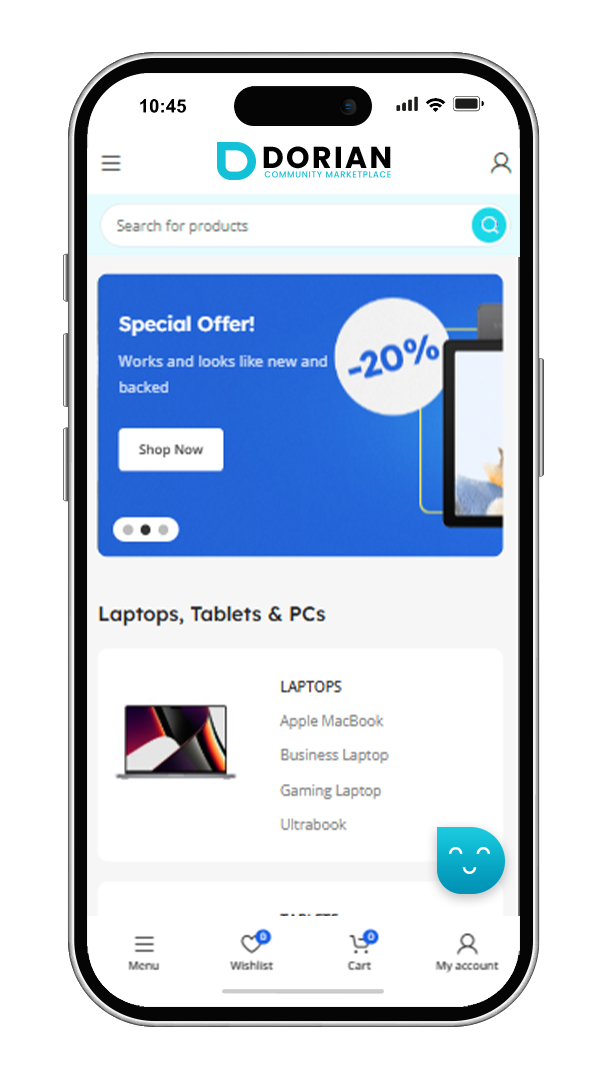 10:45
DORIAN
COMMUNITY MARKETPLACE
Search for products
Special Offer!
Works and looks like new and
backed
-20%
Shop Now
Laptops, Tablets & PCs
LAPTOPS
Apple MacBook
Business Laptop
Gaming Laptop
Ultrabook
0
0
Menu
Wishlist
Cart
My account